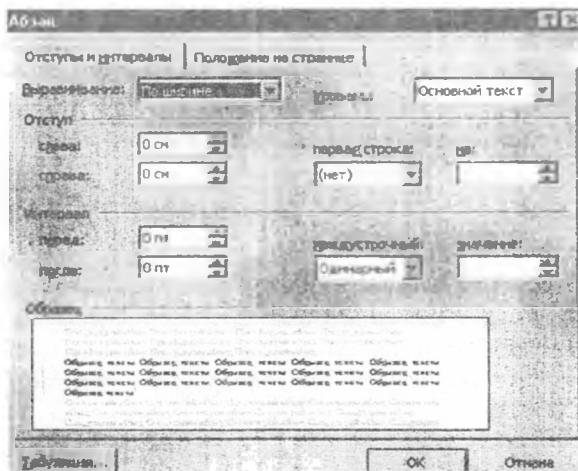 Абзац
Отступы и интервалы Положение на странице
Выравнивание: По ширине Уровень: Основной текст
Отступ
слева: 0 см первая строка: на:
справа: 0 см (нет)
Интервал
перед: 0 пт междустрочный: значение:
после: 0 пт Одинарный
Образец
Образец текста Образец текста Образец текста Образец текста Образец текста
Образец текста Образец текста Образец текста Образец текста Образец текста
Образец текста Образец текста Образец текста Образец текста Образец текста
Образец текста
Табуляция... ОК Отмена